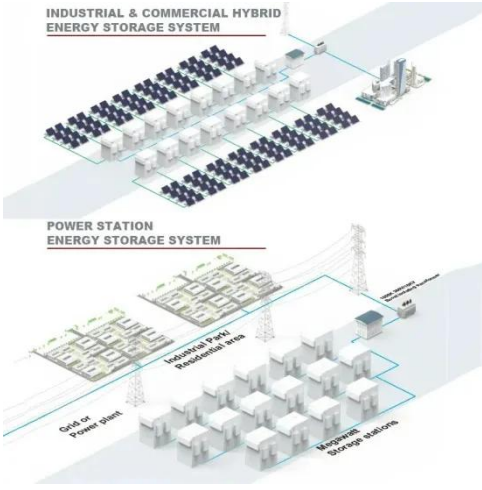 INDUSTRIAL & COMMERCIAL HYBRID
ENERGY STORAGE SYSTEM
POWER STATION
ENERGY STORAGE SYSTEM
Industrial Park/
Residential area
Grid or
Power plant
Megawatt
Storage stations